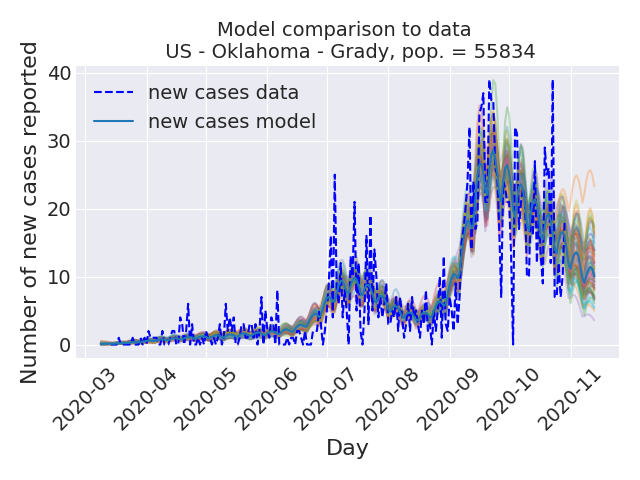 Model comparison to data
US - Oklahoma - Grady, pop. = 55834
Number of new cases reported
40
30
20
10
0
new cases data
new cases model
2020-03
2020-04
2020-05
2020-06
2020-07
2020-08
2020-09
2020-10
2020-11
Day